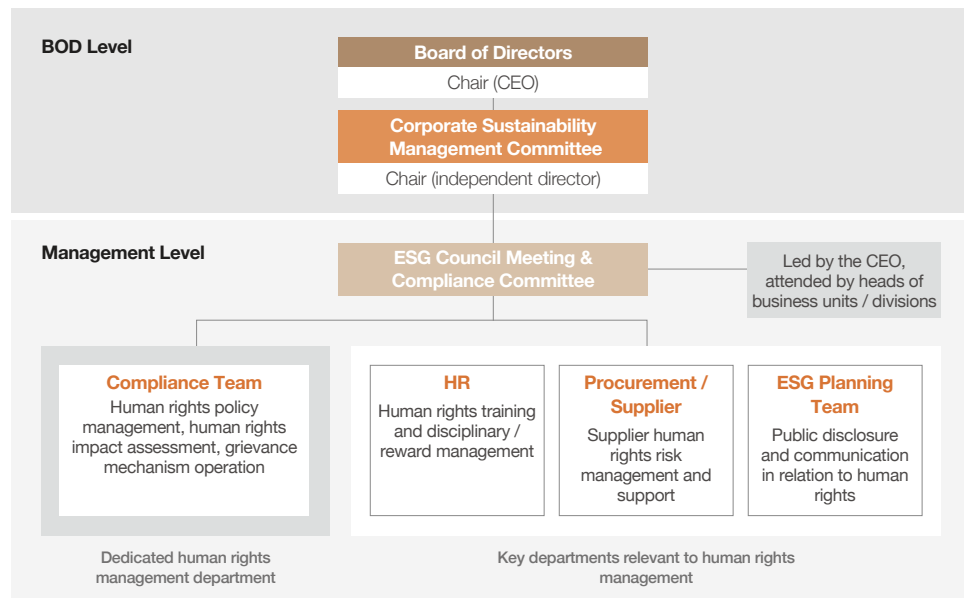 BOD Level
Board of Directors
Chair (CEO)
Corporate Sustainability
Management Committee
Chair (independent director)
Management Level
ESG Council Meeting &
Compliance Committee
Led by the CEO,
attended by heads of
business units / divisions
Compliance Team
Human rights policy
management, human rights
impact assessment, grievance
mechanism operation
HR
Human rights training
and disciplinary /
reward management
Procurement /
Supplier
Supplier human
rights risk
management and
support
ESG Planning
Team
Public disclosure
and communication
in relation to human
rights
Dedicated human rights
management department
Key departments relevant to human rights
management